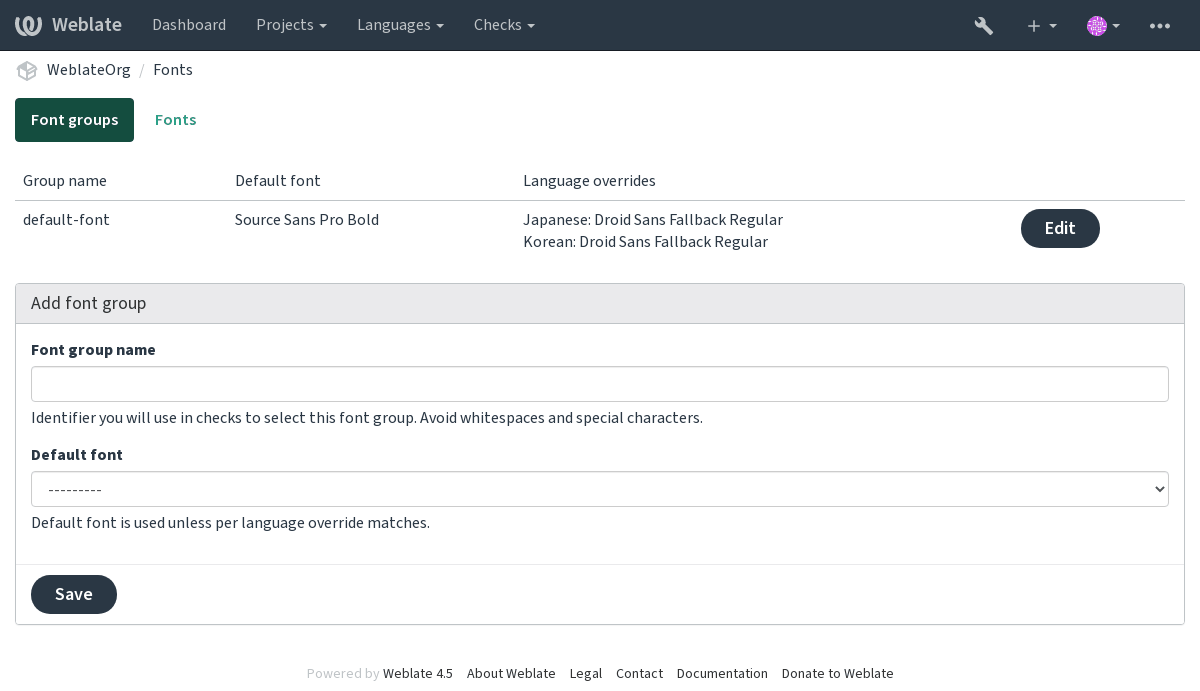 Weblate Dashboard Projects Languages Checks
WeblateOrg / Fonts
Font groups Fonts
Group name Default font Language overrides
default-font Source Sans Pro Bold Japanese: Droid Sans Fallback Regular Edit
Korean: Droid Sans Fallback Regular
Add font group
Font group name
Identifier you will use in checks to select this font group. Avoid whitespaces and special characters.
Default font
---------
Default font is used unless per language override matches.
Save
Powered by Weblate 4.5 About Weblate Legal Contact Documentation Donate to Weblate